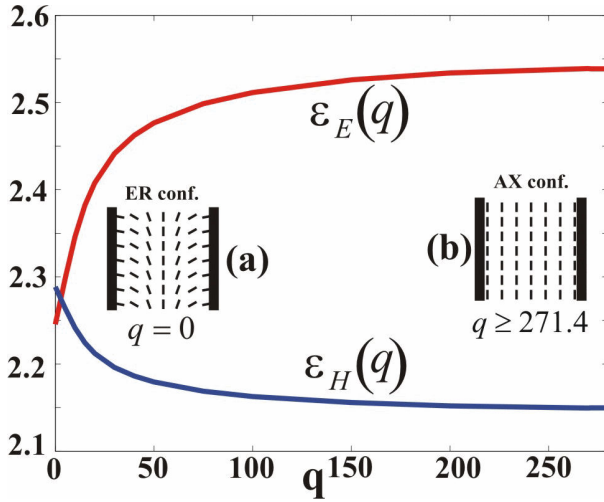 2.6
2.5
2.4
2.3
2.2
2.1
ε_E(q)
ER conf.
(a)
q = 0
AX conf.
(b)
q ≥ 271.4
ε_H(q)
0 50 100 150 200 250
q